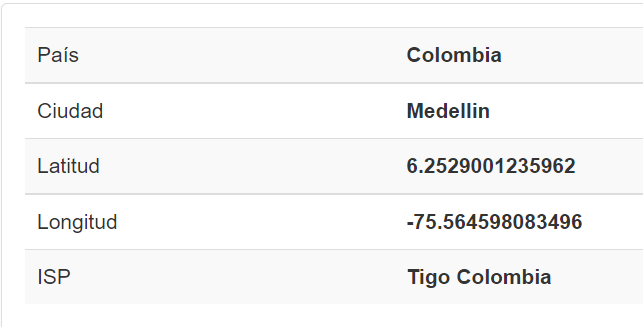 País Colombia
Ciudad Medellin
Latitud 6.2529001235962
Longitud -75.564598083496
ISP Tigo Colombia